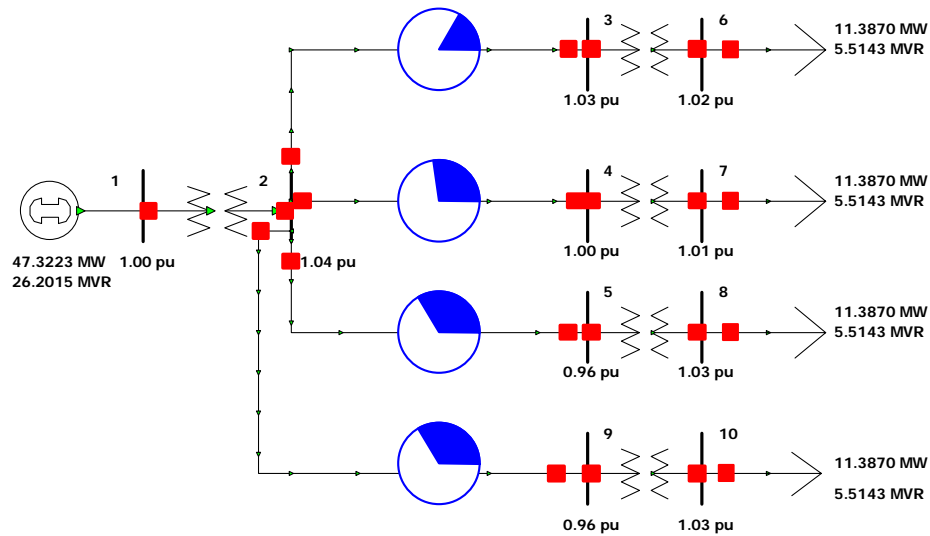 3
6
11.3870 MW
5.5143 MVR
1.03 pu
1.02 pu
1
2
4
7
11.3870 MW
5.5143 MVR
47.3223 MW
26.2015 MVR
1.00 pu
1.04 pu
1.00 pu
1.01 pu
5
8
11.3870 MW
5.5143 MVR
0.96 pu
1.03 pu
9
10
11.3870 MW
5.5143 MVR
0.96 pu
1.03 pu